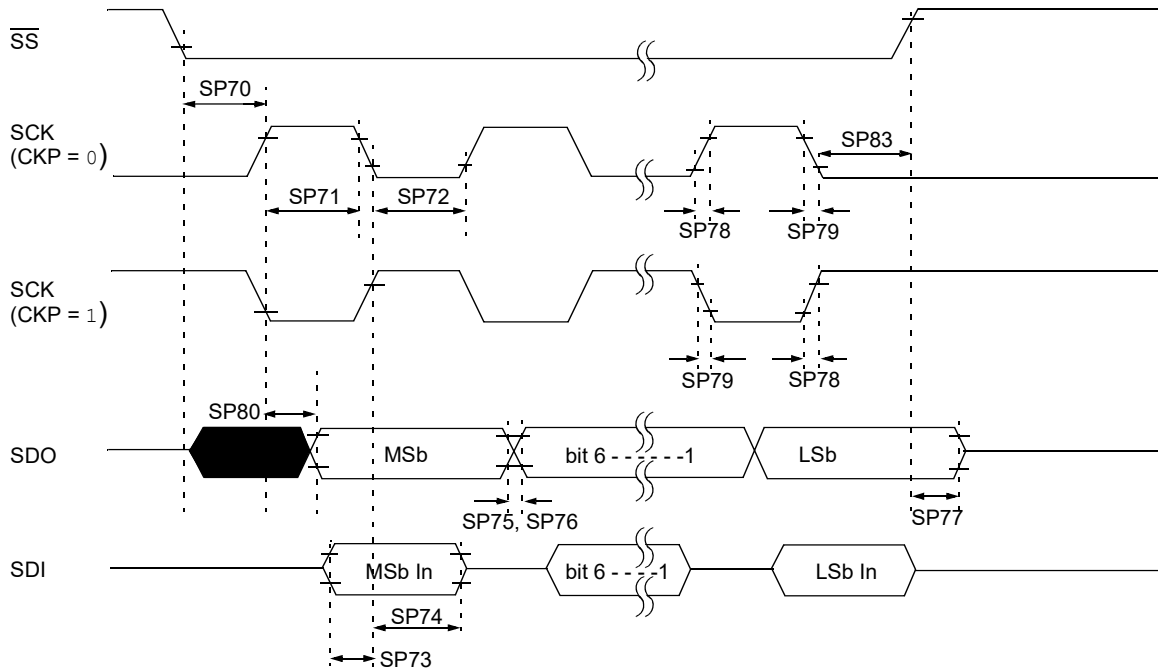 SS
SP70
SCK
(CKP = 0)
SP83
SP71
SP72
SP78
SP79
SCK
(CKP = 1)
SP79
SP78
SP80
SDO
MSb
bit 6 - - - - - -1
LSb
SP75, SP76
SP77
SDI
MSb In
bit 6 - - - - -1
LSb In
SP74
SP73